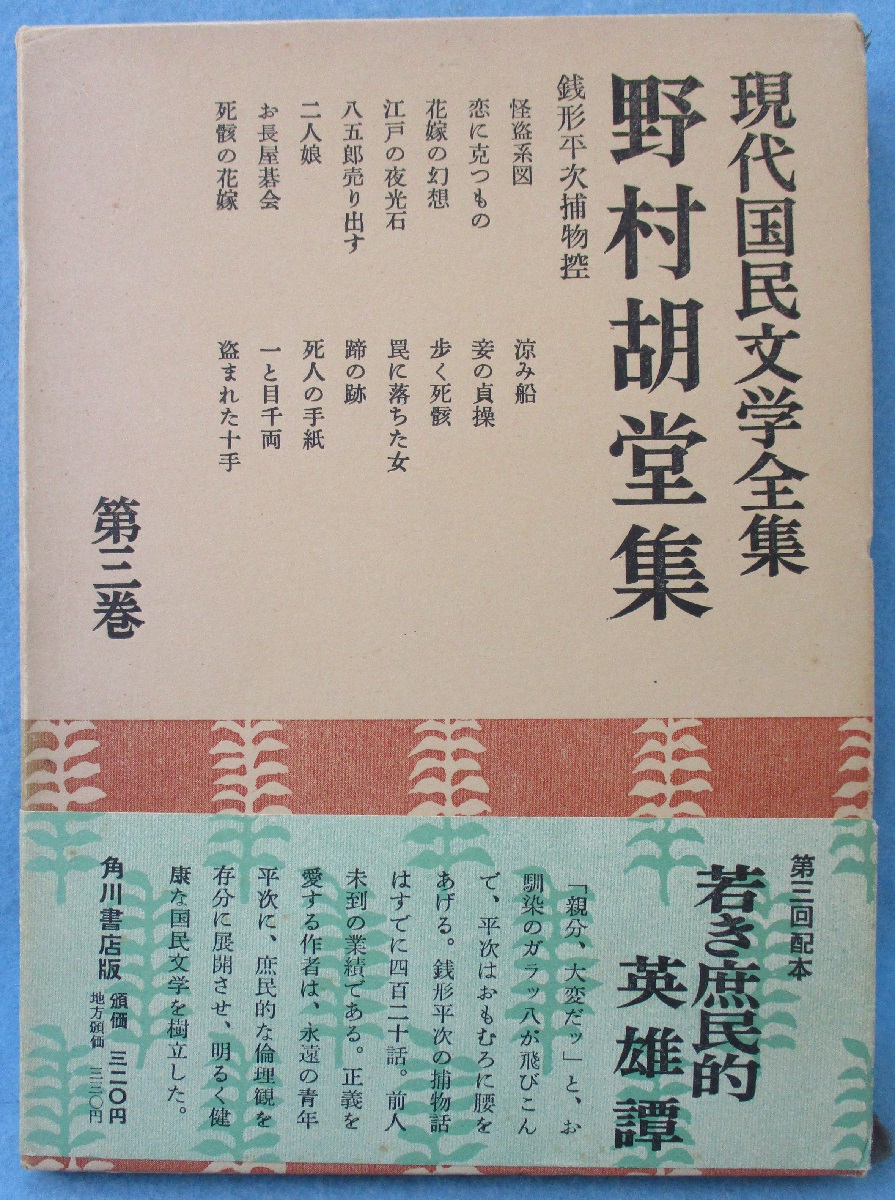 現代国民文学全集
野村胡堂集
銭形平次捕物控
怪盗系図
恋に克つもの
花嫁の幻想
江戸の夜光石
八五郎売り出す
二人娘
お長屋碁会
死骸の花嫁
涼み船
妾の貞操
歩く死骸
罠に落ちた女
蹄の跡
死人の手紙
一と目千両
盗まれた十手
第三巻
第三回配本
若き庶民的
英雄譚
「親分、大変だッ」と、お
馴染のガラッ八が飛びこん
で、平次はおもむろに腰を
あげる。銭形平次の捕物話
はすでに四百二十話。前人
未到の業績である。正義を
愛する作者は、永遠の青年
平次に、庶民的な倫理観を
存分に展開させ、明るく健
康な国民文学を樹立した。
角川書店版 頒価 三二〇円
地方頒価 三三〇円